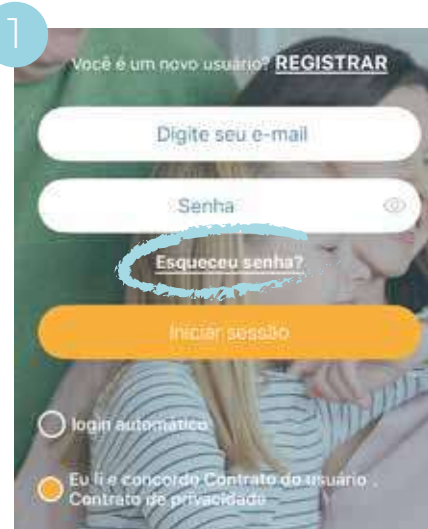 1
Você é um novo usuário? REGISTRAR
Digite seu e-mail
Senha
Esqueceu senha?
Iniciar sessão
login automático
Eu li e concordo Contrato do usuário ,
Contrato de privacidade